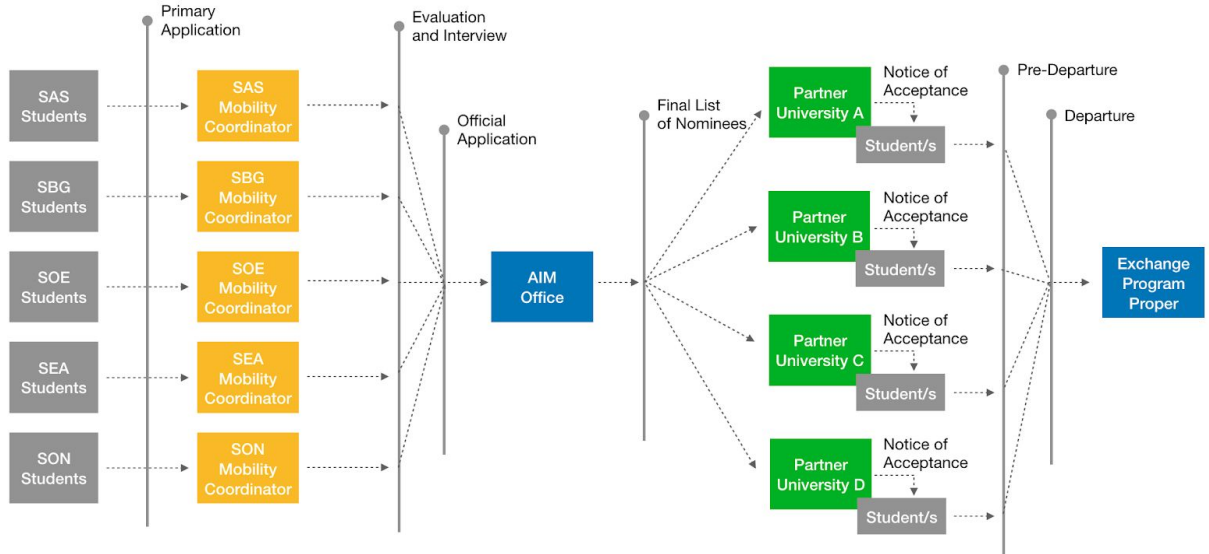 Primary
Application
Evaluation
and Interview
Official
Application
Final List
of Nominees
Pre-Departure
Departure
SAS
Students
SAS
Mobility
Coordinator
SBG
Students
SBG
Mobility
Coordinator
SOE
Students
SOE
Mobility
Coordinator
SEA
Students
SEA
Mobility
Coordinator
SON
Students
SON
Mobility
Coordinator
AIM
Office
Partner
University A
Notice of
Acceptance
Student/s
Partner
University B
Notice of
Acceptance
Student/s
Partner
University C
Notice of
Acceptance
Student/s
Partner
University D
Notice of
Acceptance
Student/s
Exchange
Program
Proper